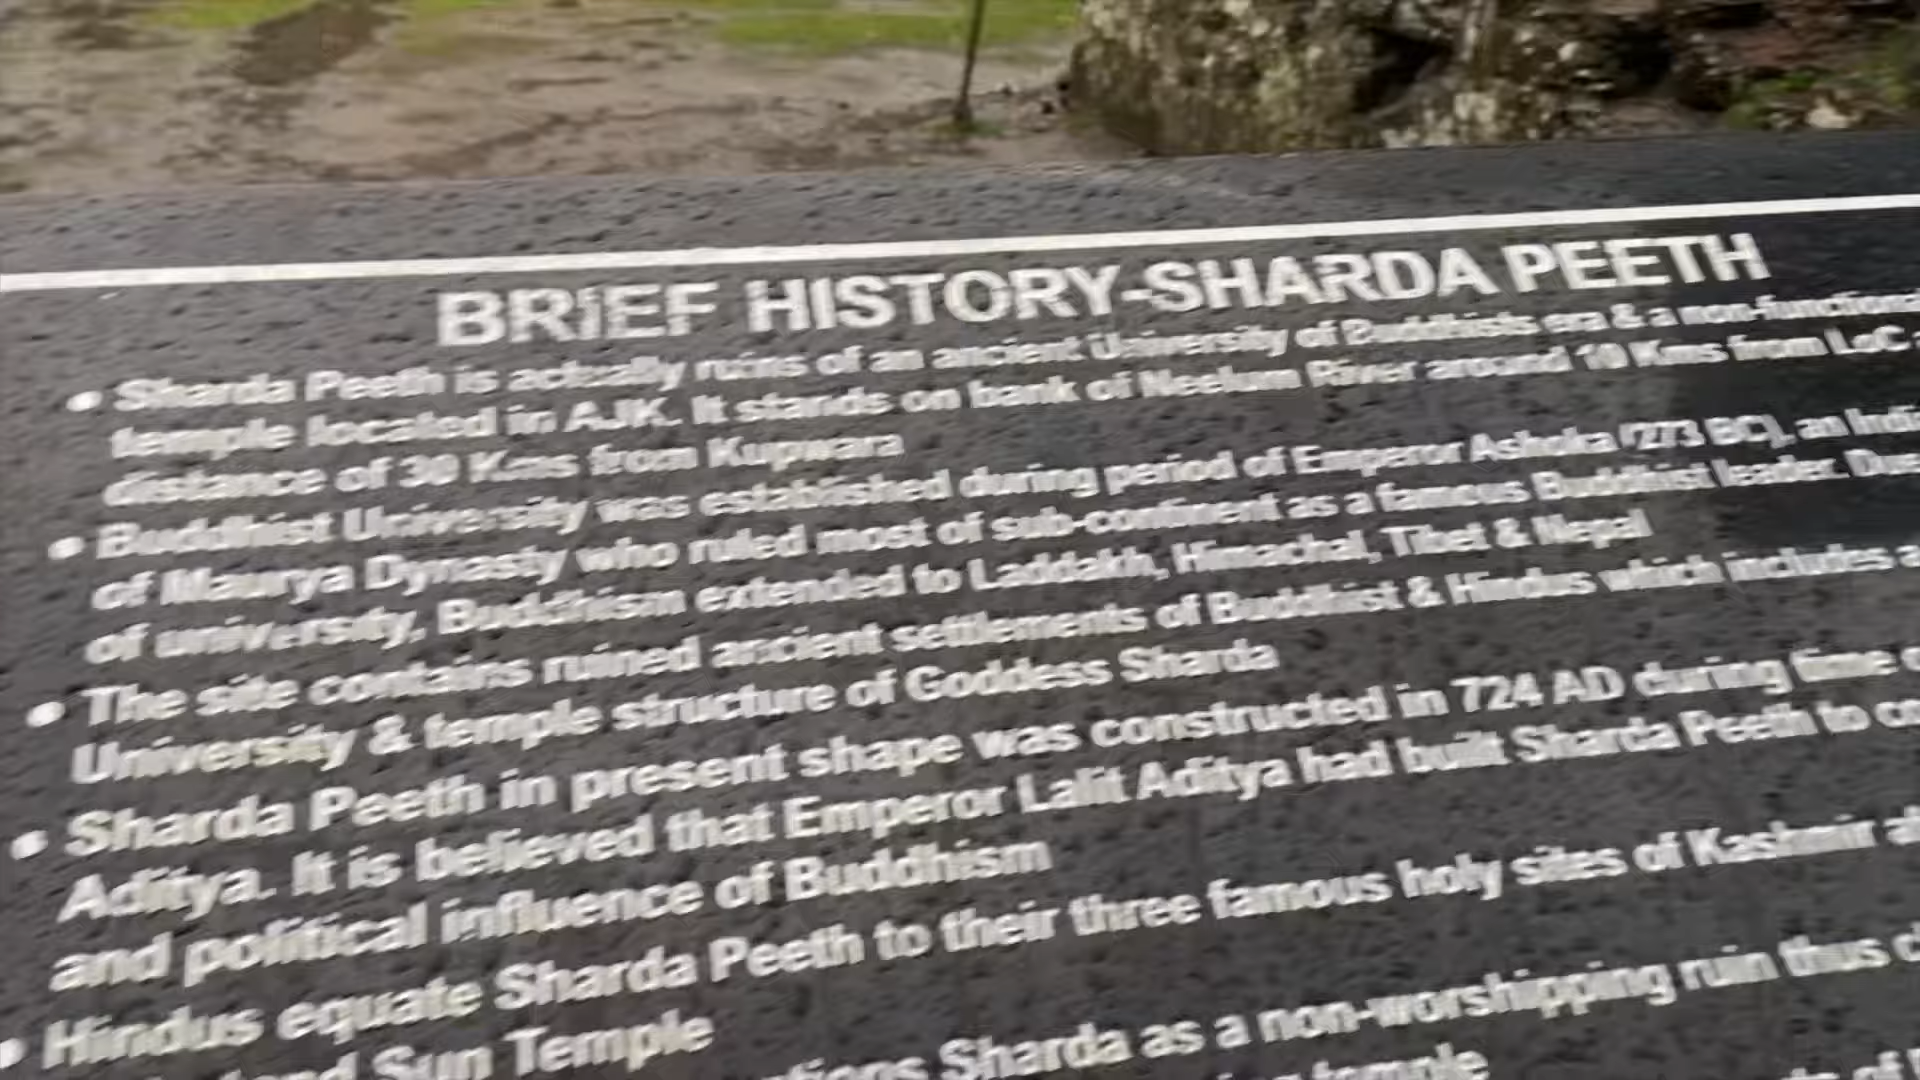 BRIEF HISTORY-SHARDA PEETH
• Sharda Peeth is actually ruins of an ancient University of Buddhists era & a non-functional
temple located in AJK. It stands on bank of Neelum River around 10 Kms from LoC
distance of 30 Kms from Kupwara
• Buddhist University was established during period of Emperor Ashoka (273 BC), an
of Maurya Dynasty who ruled most of sub-continent as a famous Buddhist leader.
of university, Buddhism extended to Laddakh, Himachal, Tibet & Nepal
• The site contains ruined ancient settlements of Buddhist & Hindus which includes
University & temple structure of Goddess Sharda
• Sharda Peeth in present shape was constructed in 724 AD during time
Aditya. It is believed that Emperor Lalit Aditya had built Sharda Peeth to
and political influence of Buddhism
• Hindus equate Sharda Peeth to their three famous holy sites of Kashmir
and Sun Temple
Sharda as a non-worshipping ruin thus
temple
of